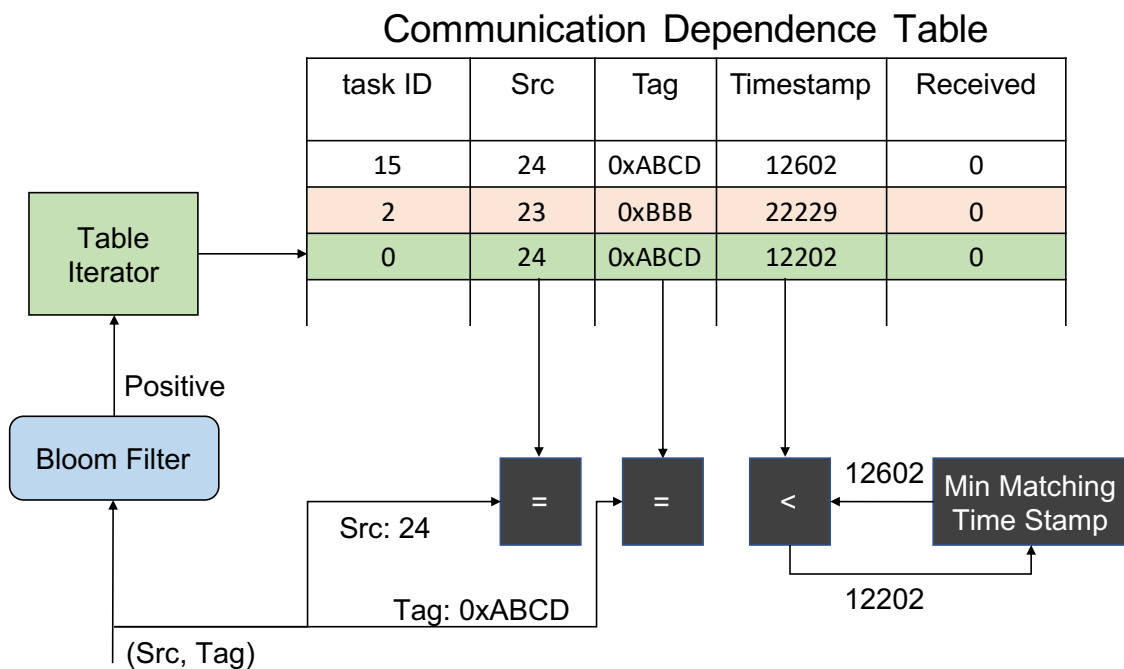 Communication Dependence Table
task ID Src Tag Timestamp Received
15 24 0xABCD 12602 0
2 23 0xBBB 22229 0
0 24 0xABCD 12202 0
Table
Iterator
Positive
Bloom Filter
= = <
12602
Min Matching
Time Stamp
Src: 24
12202
Tag: 0xABCD
(Src, Tag)